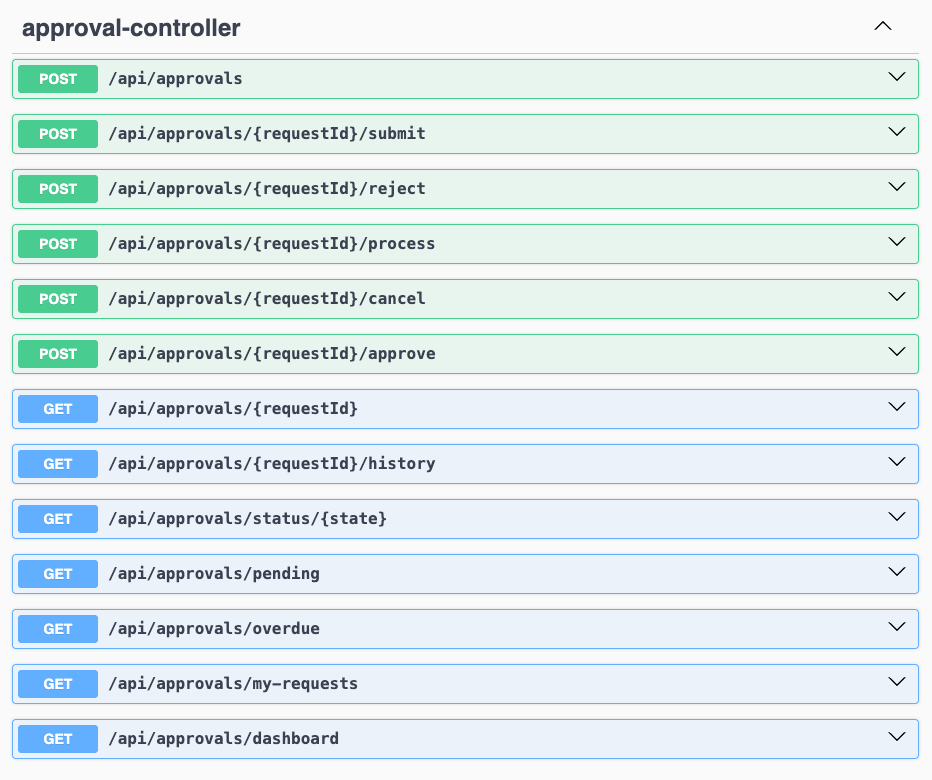 approval-controller
POST /api/approvals
POST /api/approvals/{requestId}/submit
POST /api/approvals/{requestId}/reject
POST /api/approvals/{requestId}/process
POST /api/approvals/{requestId}/cancel
POST /api/approvals/{requestId}/approve
GET /api/approvals/{requestId}
GET /api/approvals/{requestId}/history
GET /api/approvals/status/{state}
GET /api/approvals/pending
GET /api/approvals/overdue
GET /api/approvals/my-requests
GET /api/approvals/dashboard